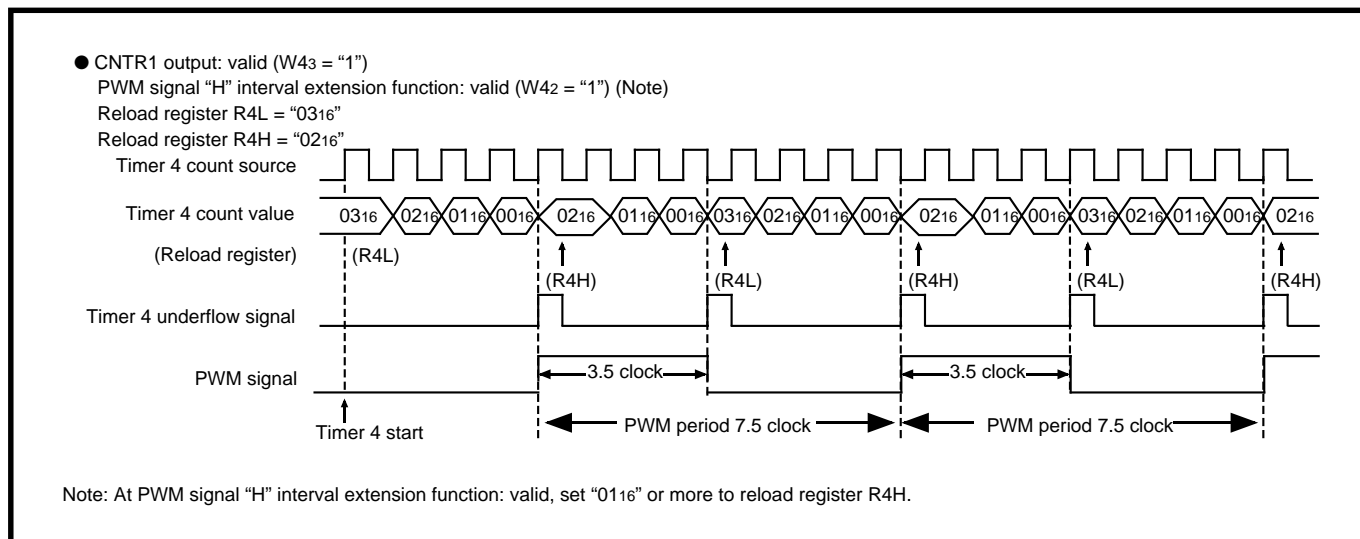 ● CNTR1 output: valid (W43 = “1”)
PWM signal “H” interval extension function: valid (W42 = “1”) (Note)
Reload register R4L = “0316”
Reload register R4H = “0216”
Timer 4 count source
Timer 4 count value 0316 0216 0116 0016 0216 0116 0016 0316 0216 0116 0016 0216 0116 0016 0316 0216 0116 0016 0216
(Reload register) (R4L) (R4H) (R4L) (R4H) (R4L) (R4H)
Timer 4 underflow signal
PWM signal 3.5 clock 3.5 clock
Timer 4 start PWM period 7.5 clock PWM period 7.5 clock
Note: At PWM signal “H” interval extension function: valid, set “0116” or more to reload register R4H.